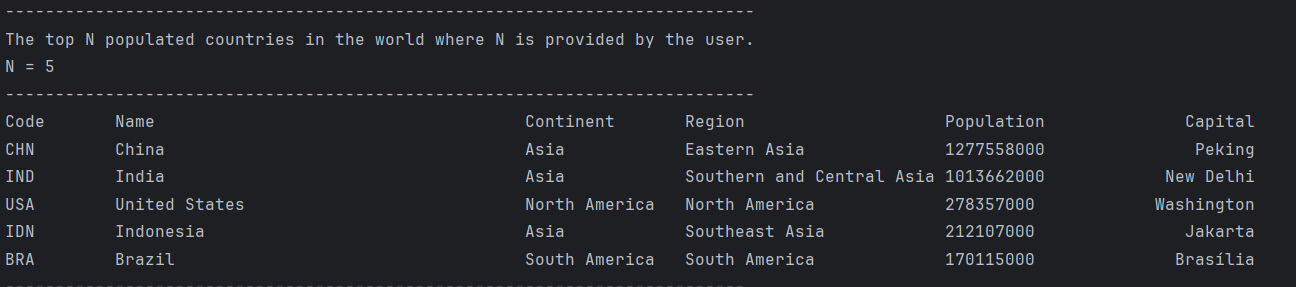 ---------------------------------------------------------------------------
The top N populated countries in the world where N is provided by the user.
N = 5
---------------------------------------------------------------------------
Code       Name                                     Continent       Region                    Population              Capital
CHN        China                                    Asia            Eastern Asia              1277558000               Peking
IND        India                                    Asia            Southern and Central Asia 1013662000            New Delhi
USA        United States                            North America   North America             278357000            Washington
IDN        Indonesia                                Asia            Southeast Asia            212107000               Jakarta
BRA        Brazil                                   South America   South America             170115000              Brasília
--------------------------------------------------------------------------